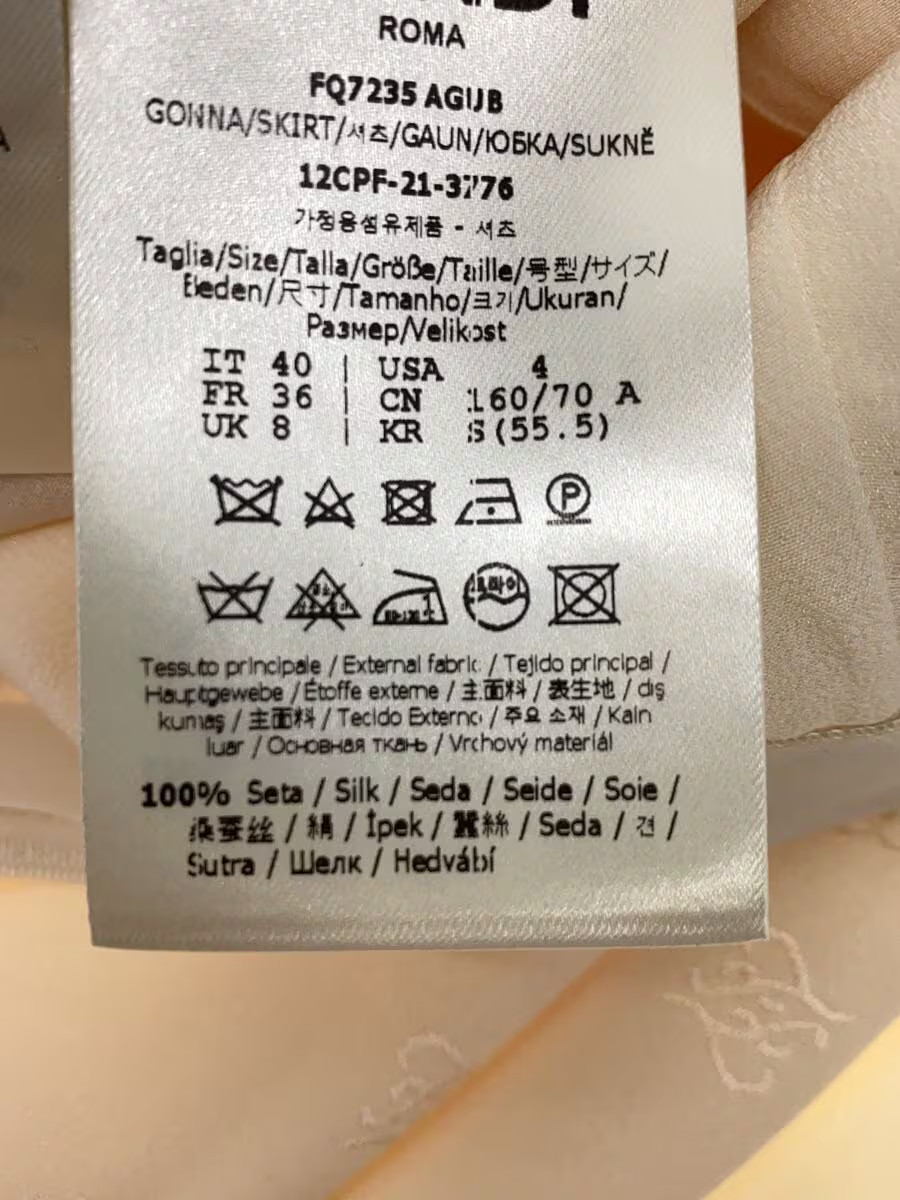 ROMA
FQ7235 AGUB
GONNA/SKIRT/셔츠/GAUN/ЮБКА/SUKNĚ
12CPF-21-3776
가정용섬유제품 - 셔츠
Taglia/Size/Talla/Größe/Taille/号型/サイズ/
Beden/尺寸/Tamanho/크기/Ukuran/
Размер/Velikost
IT 40 | USA 4
FR 36 | CN 160/70 A
UK 8 | KR S(55.5)
P
Tessuto principale / External fabric / Tejido principal /
Hauptgewebe / Étoffe externe / 主面料 / 表生地 / dış
kumaş / 主面料 / Tecido Externo / 주요 소재 / Kain
luar / Основная ткань / Vrchový materiál
100% Seta / Silk / Seda / Seide / Soie /
桑蚕丝 / 絹 / İpek / 蠶絲 / Seda / 견 /
Sutra / Шелк / Hedvábí